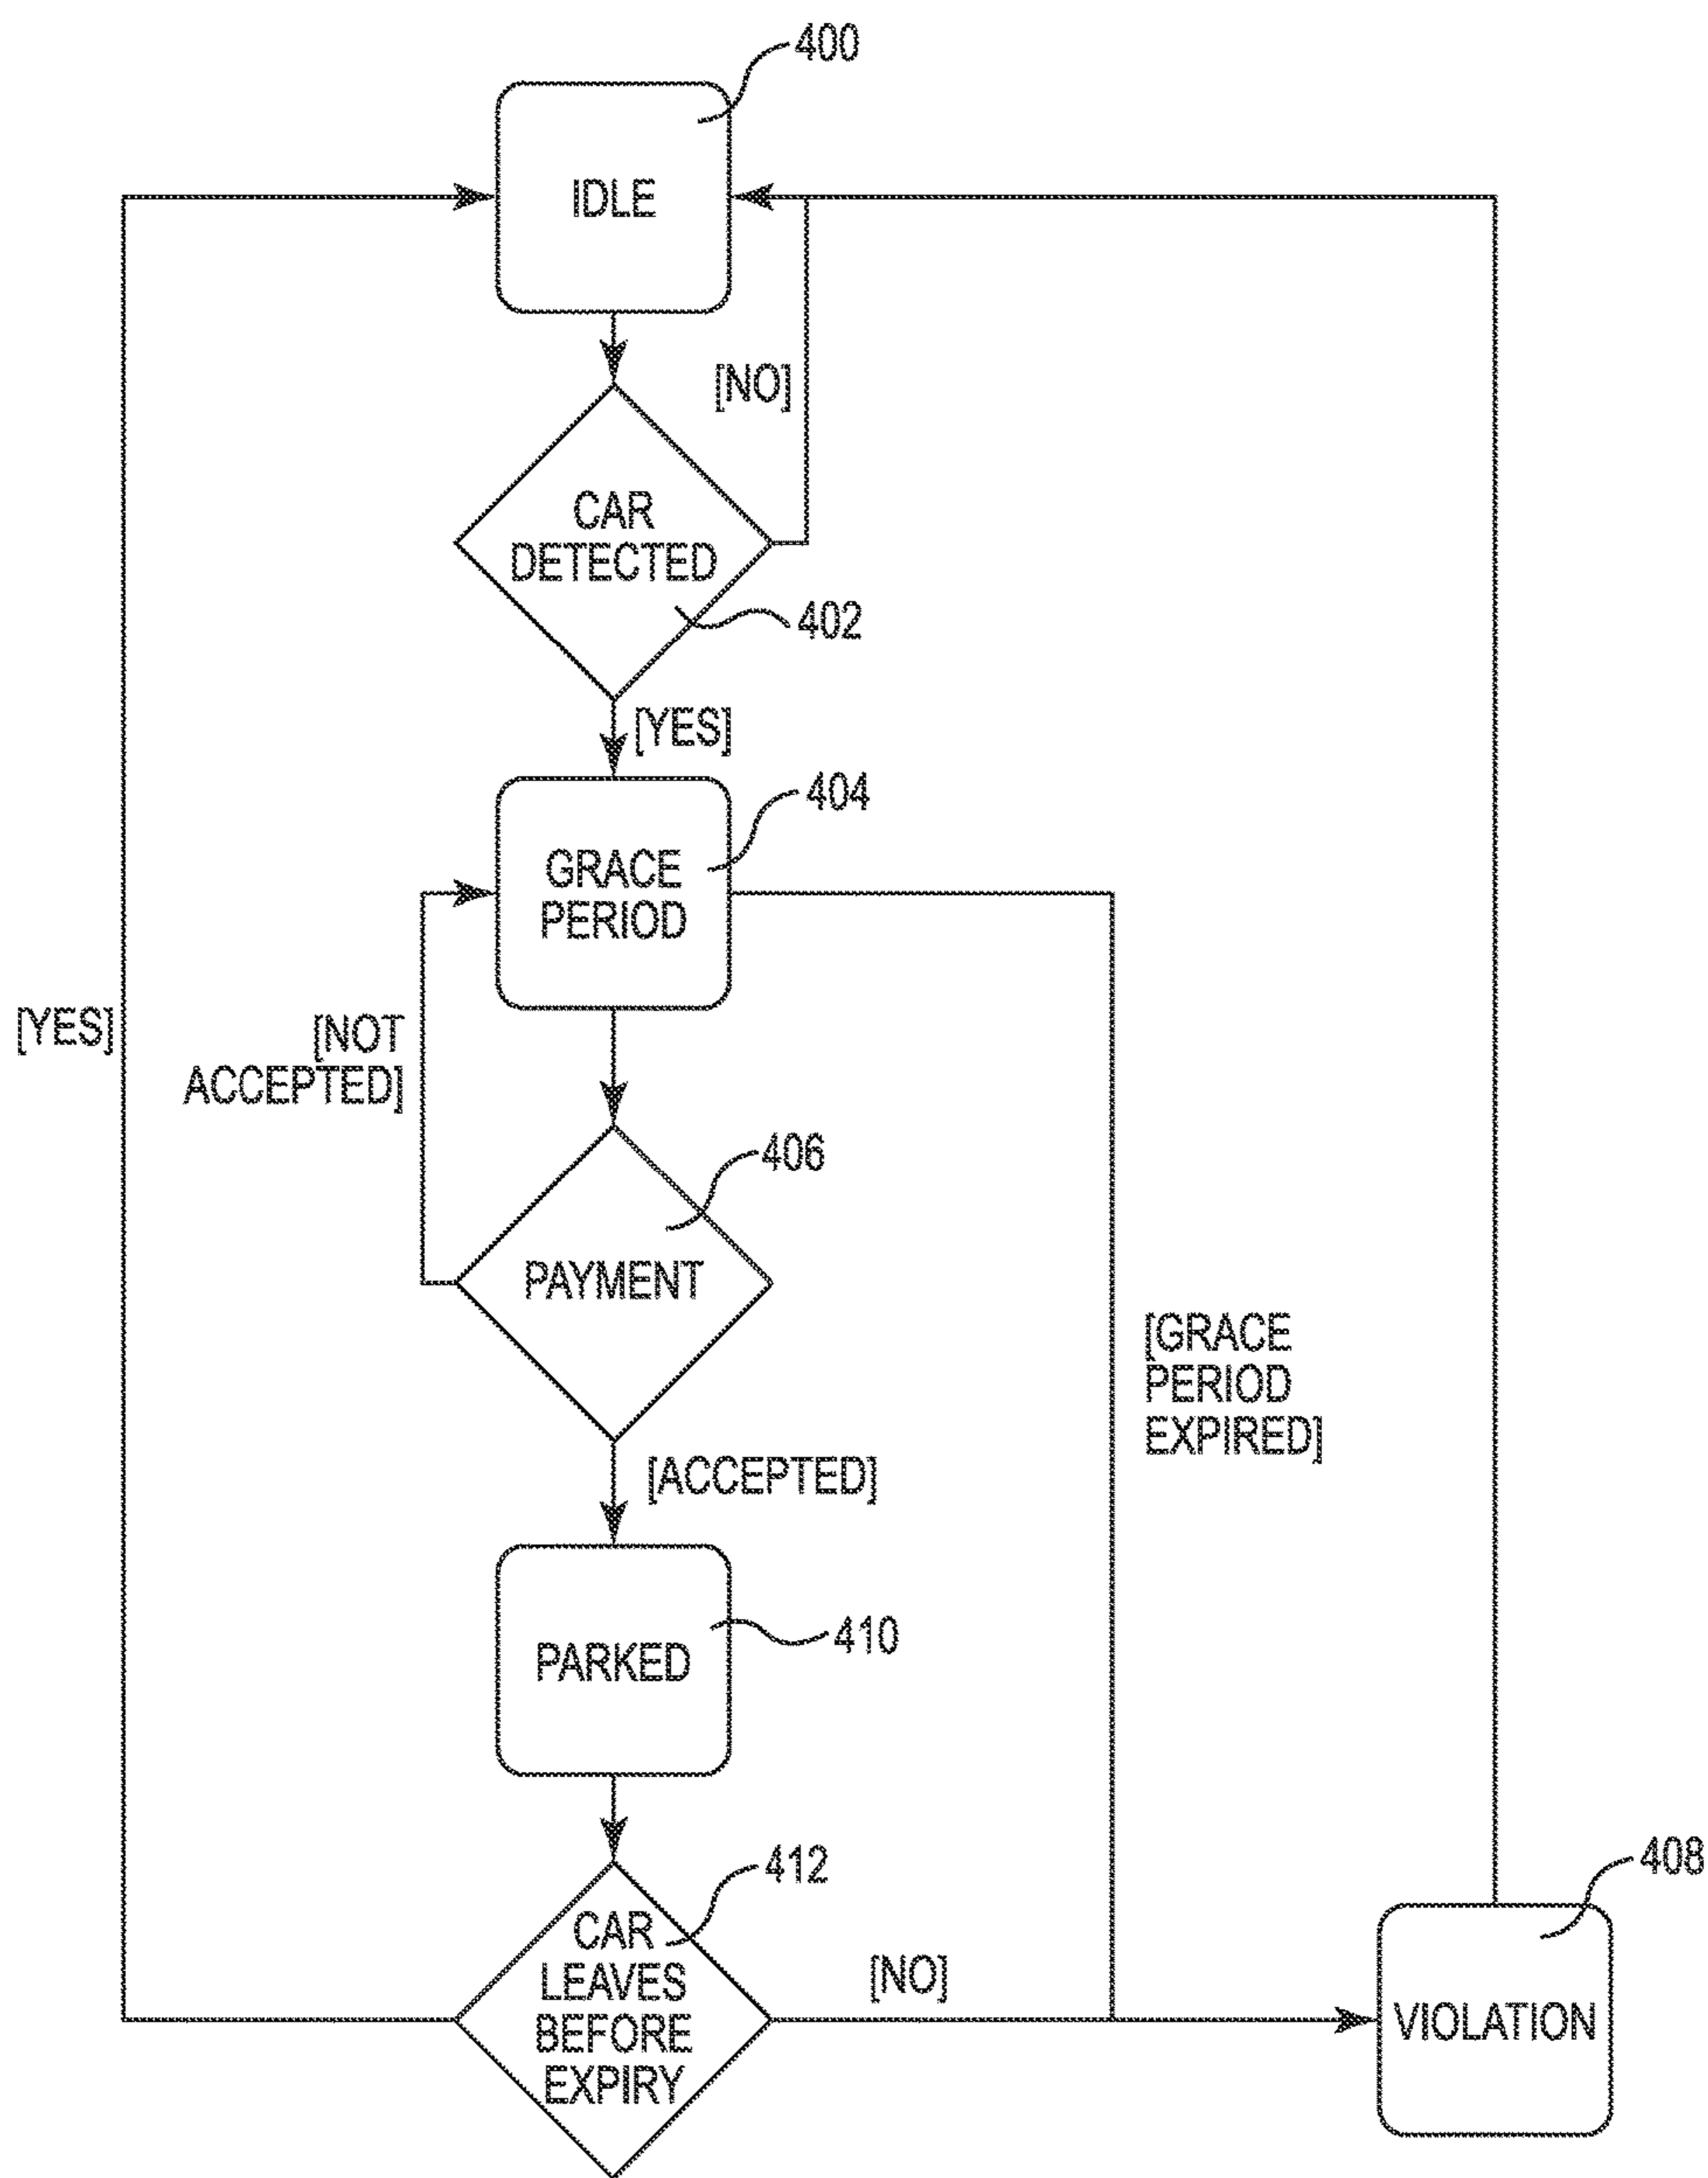 400
IDLE
[NO]
CAR
DETECTED
402
[YES]
404
GRACE
PERIOD
[YES]
[NOT
ACCEPTED]
406
PAYMENT
[GRACE
PERIOD
EXPIRED]
[ACCEPTED]
410
PARKED
412
408
CAR
LEAVES
BEFORE
EXPIRY
[NO]
VIOLATION